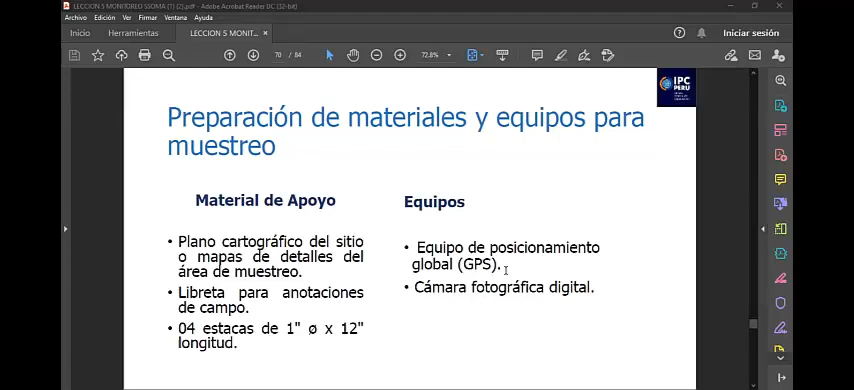 LECCION 5 MONITOREO SSOMA (1) (2).pdf - Adobe Acrobat Reader DC (32-bit)
Archivo Edición Ver Firmar Ventana Ayuda
Inicio Herramientas LECCION 5 MONIT... × Iniciar sesión
70 / 84 72.8%
IPC
PERU
Preparación de materiales y equipos para
muestreo
Material de Apoyo
• Plano cartográfico del sitio
o mapas de detalles del
área de muestreo.
• Libreta para anotaciones
de campo.
• 04 estacas de 1" ø x 12"
longitud.
Equipos
• Equipo de posicionamiento
global (GPS).
• Cámara fotográfica digital.